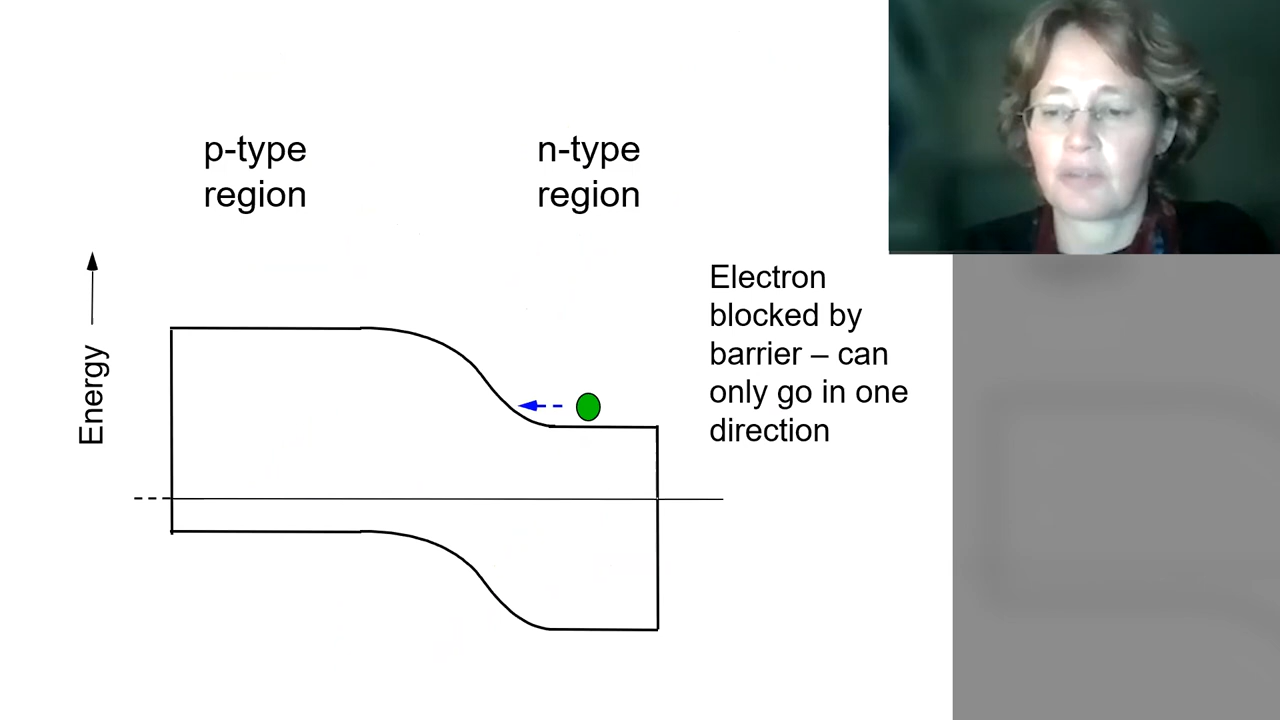 p-type
region
n-type
region
Energy
Electron
blocked by
barrier – can
only go in one
direction